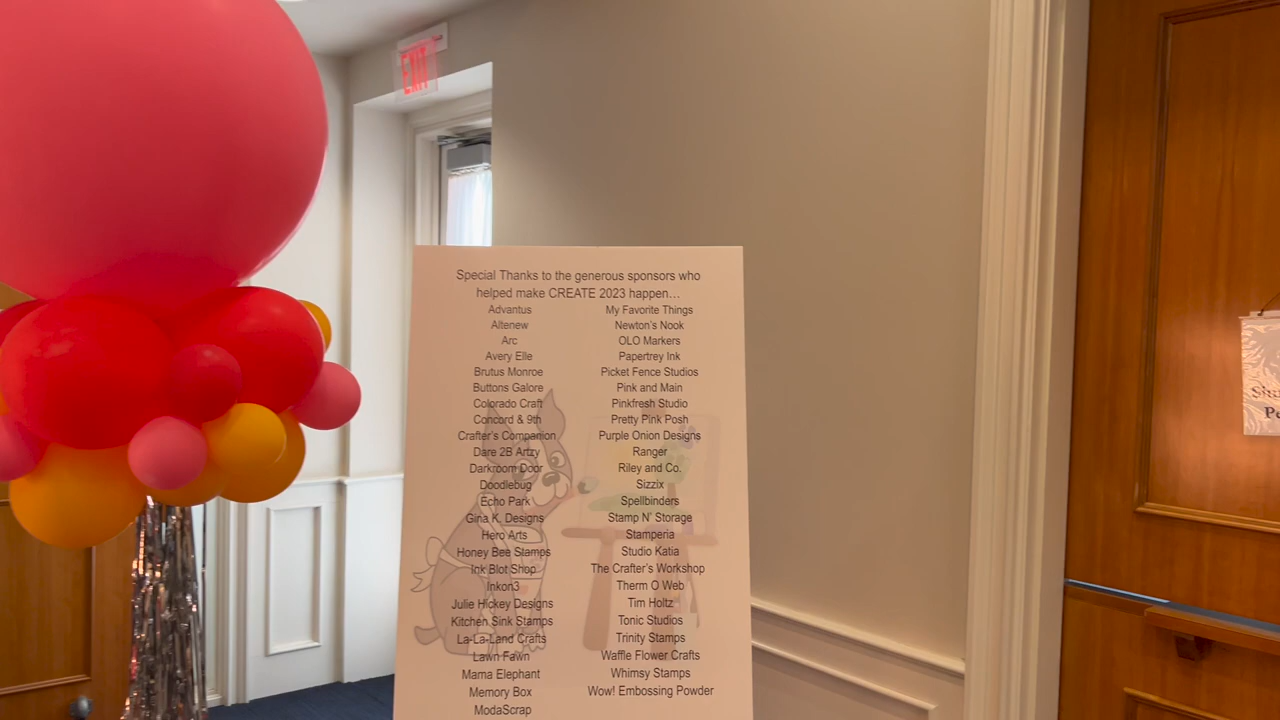 EXIT
Special Thanks to the generous sponsors who
helped make CREATE 2023 happen…
Advantus
Altenew
Arc
Avery Elle
Brutus Monroe
Buttons Galore
Colorado Craft
Concord & 9th
Crafter's Companion
Dare 2B Artzy
Darkroom Door
Doodlebug
Echo Park
Gina K. Designs
Hero Arts
Honey Bee Stamps
Ink Blot Shop
Inkon3
Julie Hickey Designs
Kitchen Sink Stamps
La-La-Land Crafts
Lawn Fawn
Mama Elephant
Memory Box
ModaScrap
My Favorite Things
Newton's Nook
OLO Markers
Papertrey Ink
Picket Fence Studios
Pink and Main
Pinkfresh Studio
Pretty Pink Posh
Purple Onion Designs
Ranger
Riley and Co.
Sizzix
Spellbinders
Stamp N' Storage
Stamperia
Studio Katia
The Crafter's Workshop
Therm O Web
Tim Holtz
Tonic Studios
Trinity Stamps
Waffle Flower Crafts
Whimsy Stamps
Wow! Embossing Powder